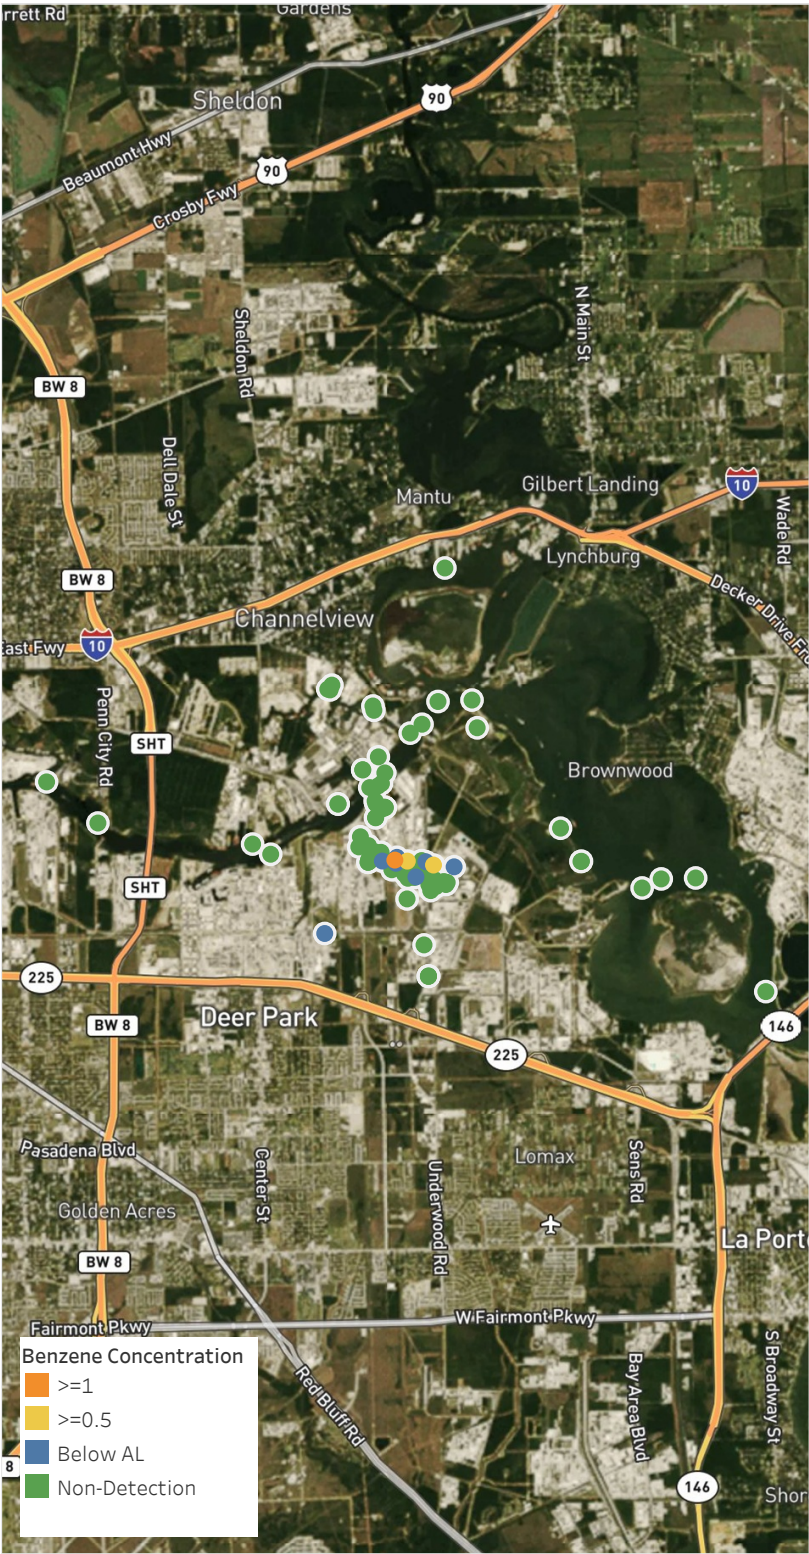 Gardens
rrett Rd
Sheldon
90
Beaumont Hwy
90
Crosby Fwy
N Main St
Sheldon Rd
BW 8
Dell Dale St
Mantu
Gilbert Landing
10
Wade Rd
Lynchburg
BW 8
Decker Drive Fr
Channelview
East Fwy
10
Penn City Rd
SHT
Brownwood
SHT
225
Deer Park
BW 8
146
225
Pasadena Blvd
Center St
Underwood Rd
Lomax
Sens Rd
Golden Acres
La Port
BW 8
W Fairmont Pkwy
Fairmont Pkwy
Benzene Concentration
>=1
>=0.5
Below AL
Non-Detection
Red Bluff Rd
Bay Area Blvd
S Broadway St
8
146
Shor